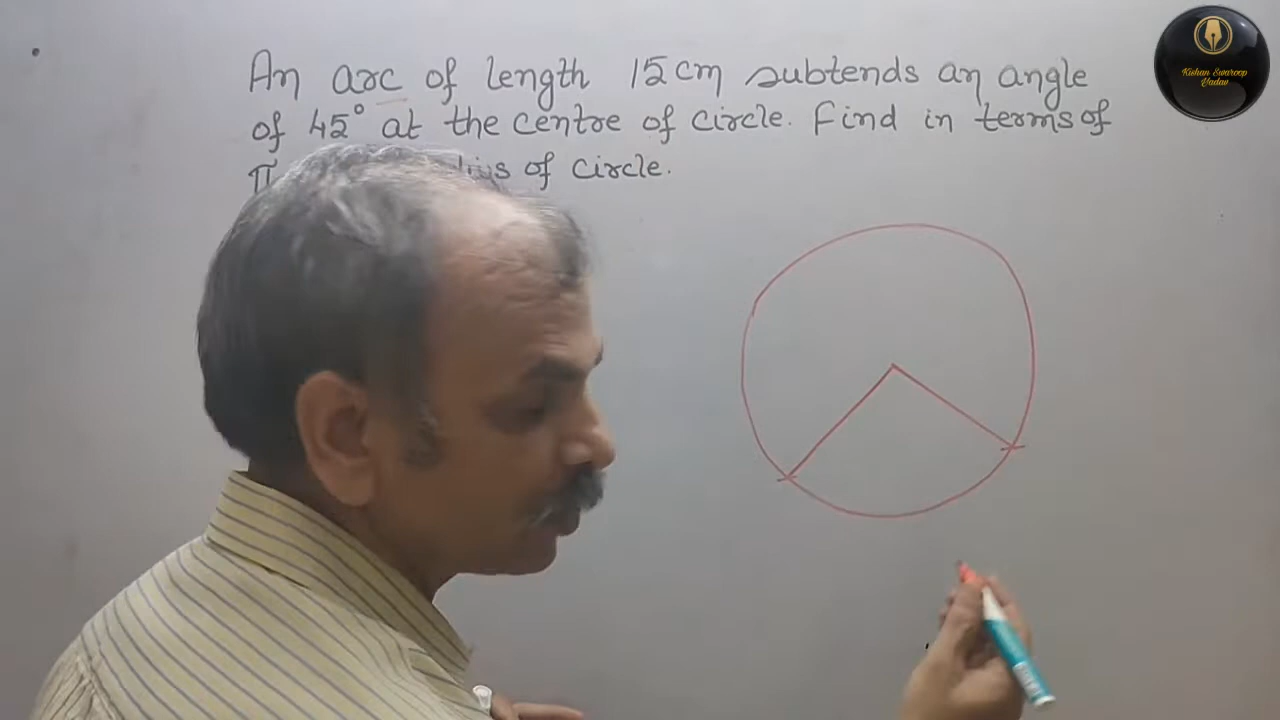 An arc of length 15 cm subtends an angle
of 45° at the centre of circle. Find in terms of
π of circle.
Kishan Swaroop
Yadav